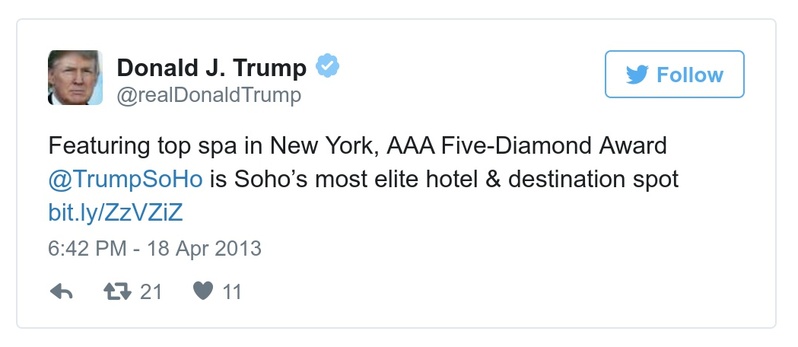 Donald J. Trump
@realDonaldTrump
Follow
Featuring top spa in New York, AAA Five-Diamond Award
@TrumpSoHo is Soho’s most elite hotel & destination spot
bit.ly/ZzVZiZ
6:42 PM - 18 Apr 2013
21 11